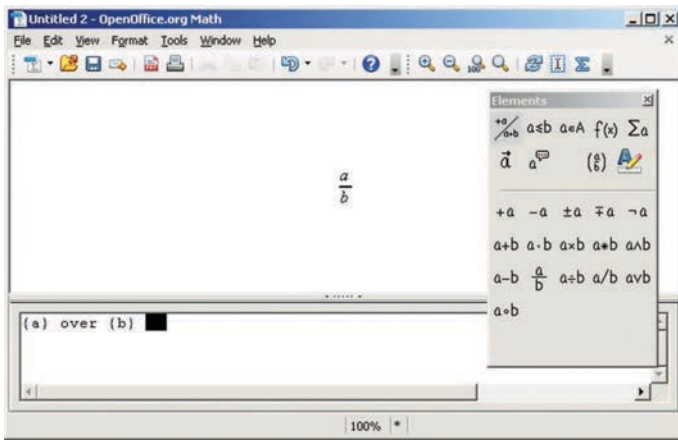 Untitled 2 - OpenOffice.org Math
File Edit View Format Tools Window Help
Elements
+a/a+b a≤b a∈A f(x) Σa
a⃗ a (a b)
a
b
+a -a ±a ∓a ¬a
a+b a·b a×b a*b a∧b
a-b a/b a÷b a/b a∨b
a∘b
{a} over {b}
100% *